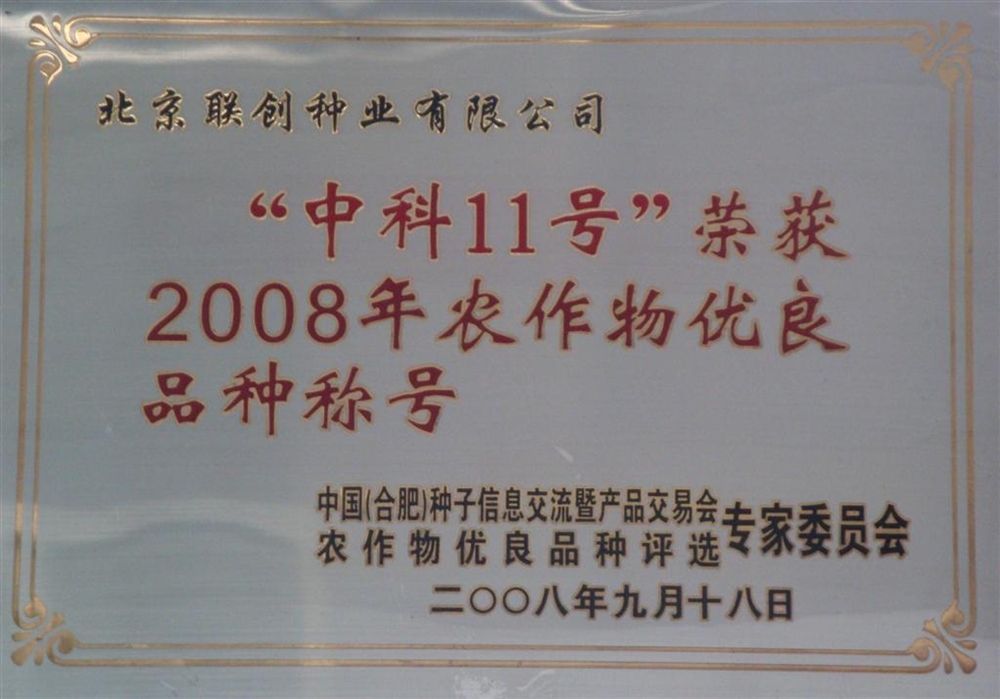 北京联创种业有限公司
“中科11号”荣获
2008年农作物优良
品种称号
中国(合肥)种子信息交流暨产品交易会
农作物优良品种评选
专家委员会
二〇〇八年九月十八日